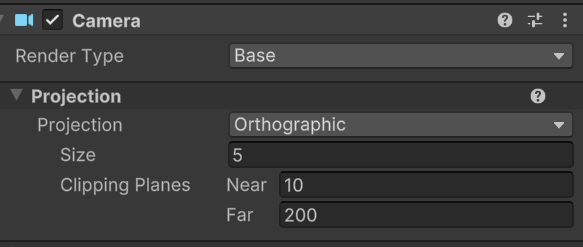 Camera
Render Type Base
Projection
Projection Orthographic
Size 5
Clipping Planes Near 10
Far 200